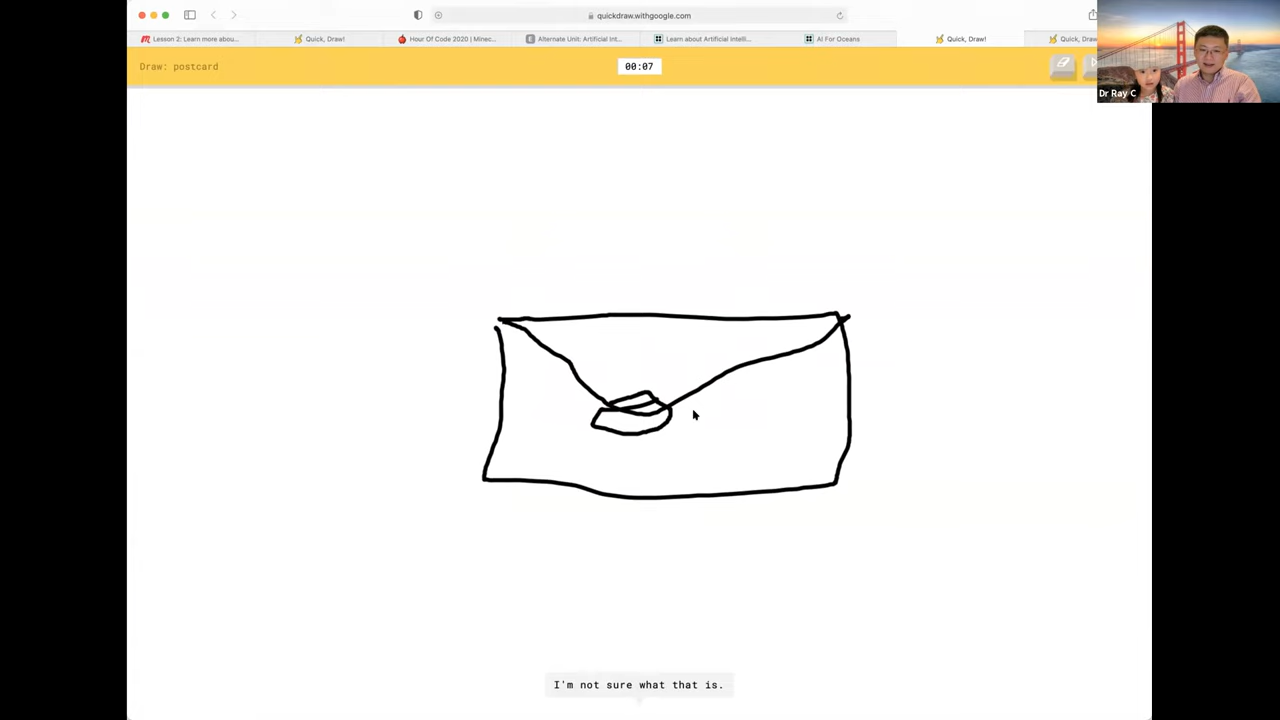 quickdraw.withgoogle.com
Lesson 2: Learn more abou...
Quick, Draw!
Hour Of Code 2020 | Minec...
Alternate Unit: Artificial Int...
Learn about Artificial Intelli...
AI For Oceans
Quick, Draw!
Quick, Draw
Draw: postcard
00:07
Dr Ray C
I'm not sure what that is.